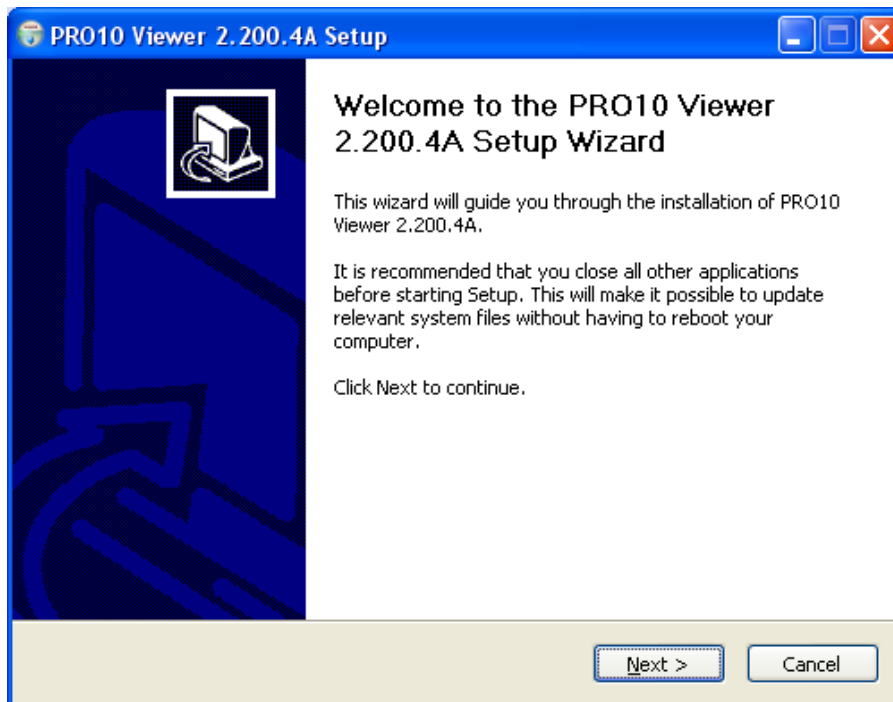 PRO10 Viewer 2.200.4A Setup
Welcome to the PRO10 Viewer
2.200.4A Setup Wizard
This wizard will guide you through the installation of PRO10
Viewer 2.200.4A.
It is recommended that you close all other applications
before starting Setup. This will make it possible to update
relevant system files without having to reboot your
computer.
Click Next to continue.
Next >
Cancel